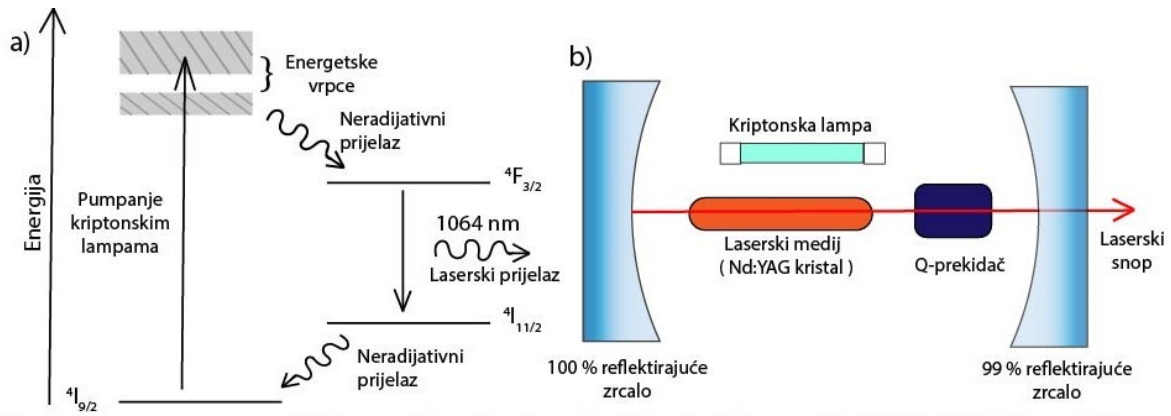 a)
Energija
Energetske
vrpce
Neradijativni
prijelaz
⁴F₃/₂
Pumpanje
kriptonskim
lampama
1064 nm
Laserski prijelaz
⁴I₁₁/₂
Neradijativni
prijelaz
⁴I₉/₂
b)
Kriptonska lampa
Laserski medij
( Nd:YAG kristal )
Q-prekidač
Laserski
snop
100 % reflektirajuće
zrcalo
99 % reflektirajuće
zrcalo